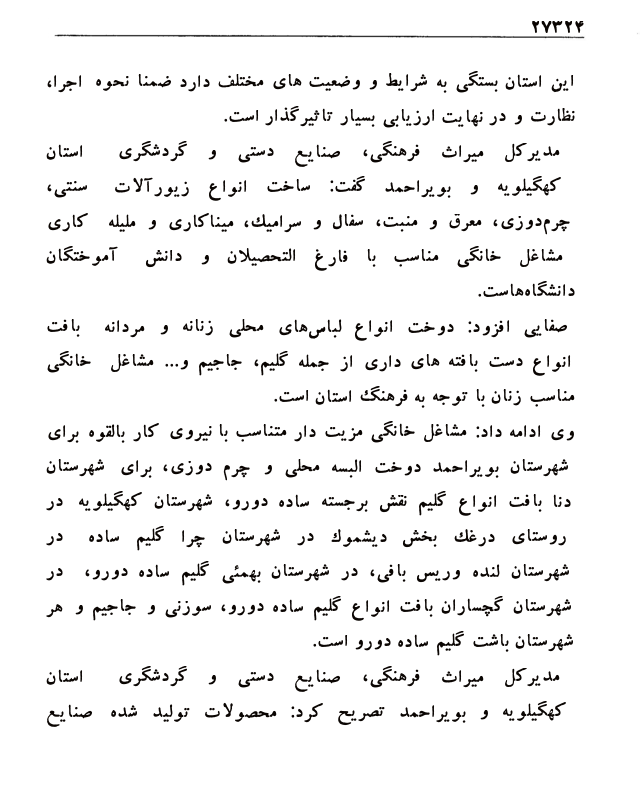 ۲۷۳۲۴
این استان بستگی به شرایط و وضعیت های مختلف دارد ضمنا نحوه اجرا،
نظارت و در نهایت ارزیابی بسیار تاثیرگذار است.
مدیرکل میراث فرهنگی، صنایع دستی و گردشگری استان
کهگیلویه و بویراحمد گفت: ساخت انواع زیورآلات سنتی،
چرم‌دوزی، معرق و منبت، سفال و سرامیک، میناکاری و ملیله کاری
مشاغل خانگی مناسب با فارغ التحصیلان و دانش آموختگان
دانشگاه‌هاست.
صفایی افزود: دوخت انواع لباس‌های محلی زنانه و مردانه بافت
انواع دست بافته های داری از جمله گلیم، جاجیم و... مشاغل خانگی
مناسب زنان با توجه به فرهنگ استان است.
وی ادامه داد: مشاغل خانگی مزیت دار متناسب با نیروی کار بالقوه برای
شهرستان بویراحمد دوخت البسه محلی و چرم دوزی، برای شهرستان
دنا بافت انواع گلیم نقش برجسته ساده دورو، شهرستان کهگیلویه در
روستای درغک بخش دیشموک در شهرستان چرا گلیم ساده در
شهرستان لنده وریس بافی، در شهرستان بهمئی گلیم ساده دورو، در
شهرستان گچساران بافت انواع گلیم ساده دورو، سوزنی و جاجیم و هر
شهرستان باشت گلیم ساده دورو است.
مدیرکل میراث فرهنگی، صنایع دستی و گردشگری استان
کهگیلویه و بویراحمد تصریح کرد: محصولات تولید شده صنایع